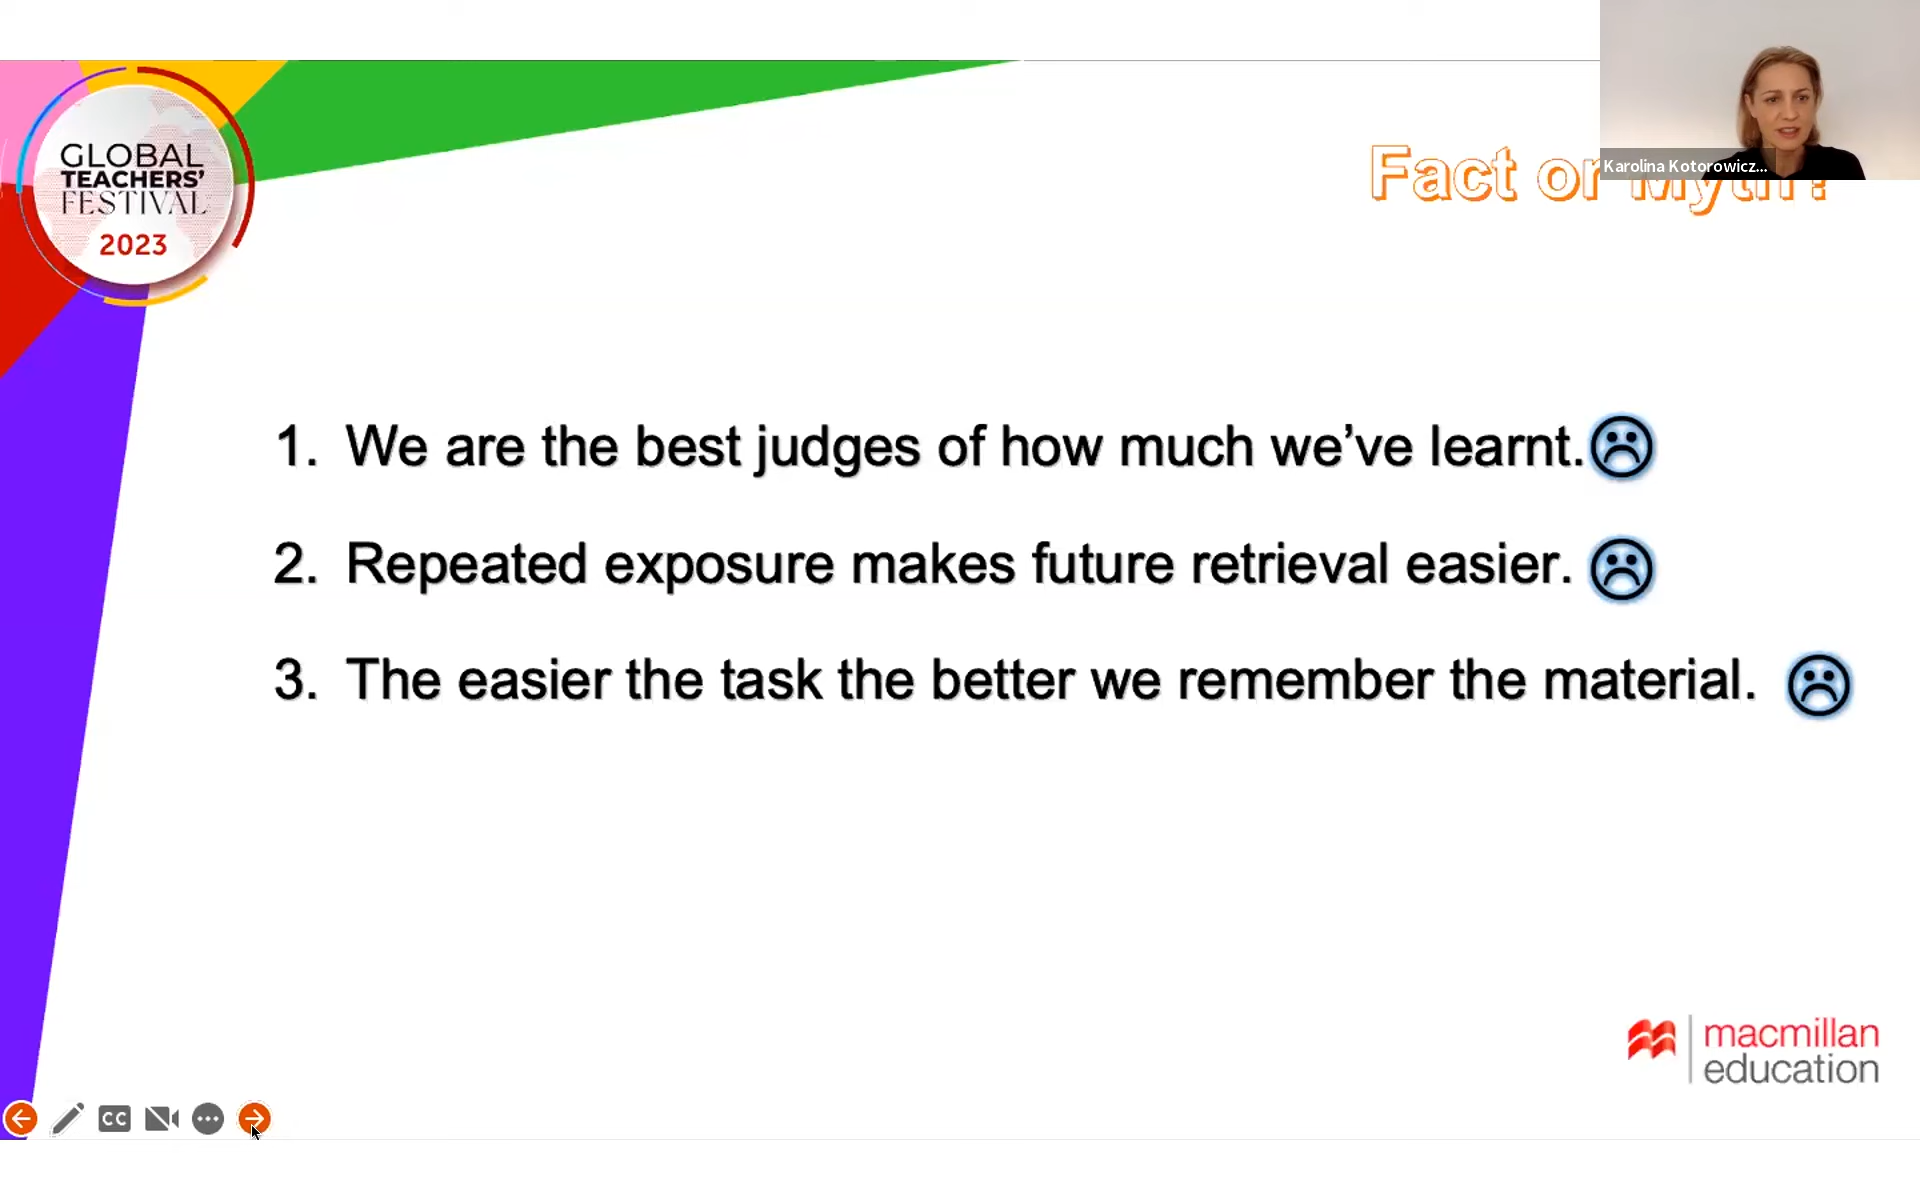 GLOBAL
TEACHERS'
FESTIVAL
2023
Fact or Myth?
Karolina Kotorowicz...
1. We are the best judges of how much we've learnt.
2. Repeated exposure makes future retrieval easier.
3. The easier the task the better we remember the material.
macmillan
education
CC